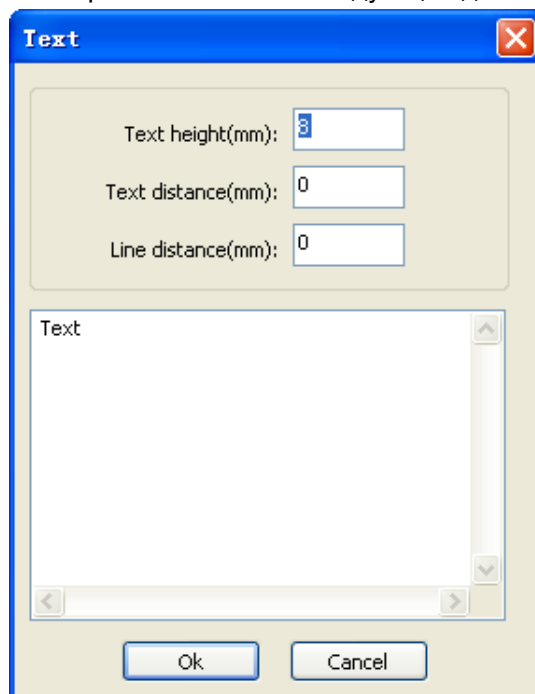 Text
Text height(mm):
8
Text distance(mm):
0
Line distance(mm):
0
Text
Ok
Cancel